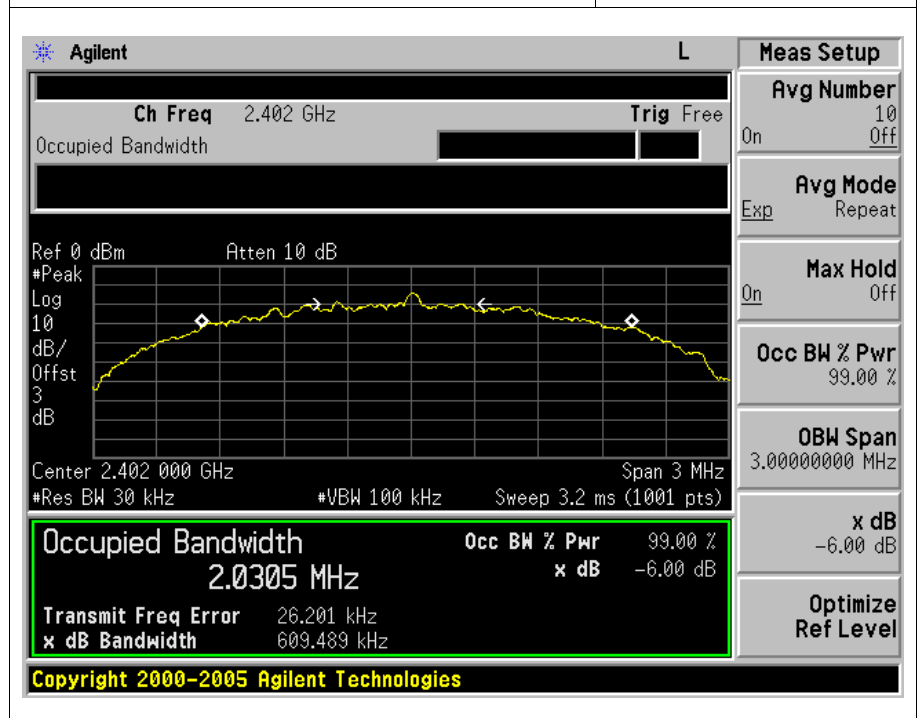 Agilent L
Ch Freq 2.402 GHz Trig Free
Occupied Bandwidth
Ref 0 dBm Atten 10 dB
#Peak
Log
10
dB/
Offst
3
dB
Center 2.402 000 GHz Span 3 MHz
#Res BW 30 kHz #VBW 100 kHz Sweep 3.2 ms (1001 pts)
Occupied Bandwidth Occ BW % Pwr 99.00 %
2.0305 MHz x dB -6.00 dB
Transmit Freq Error 26.201 kHz
x dB Bandwidth 609.489 kHz
Copyright 2000-2005 Agilent Technologies
Meas Setup
Avg Number
10
On Off
Avg Mode
Exp Repeat
Max Hold
On Off
Occ BW % Pwr
99.00 %
OBW Span
3.00000000 MHz
x dB
-6.00 dB
Optimize
Ref Level